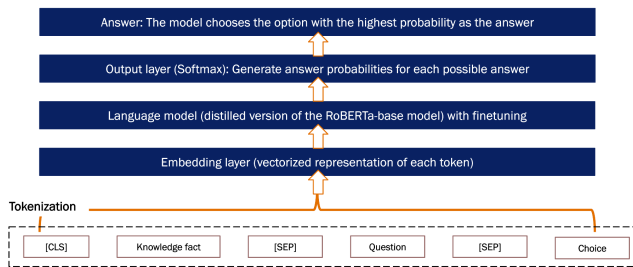 Answer: The model chooses the option with the highest probability as the answer
Output layer (Softmax): Generate answer probabilities for each possible answer
Language model (distilled version of the RoBERTa-base model) with finetuning
Embedding layer (vectorized representation of each token)
Tokenization
[CLS] Knowledge fact [SEP] Question [SEP] Choice